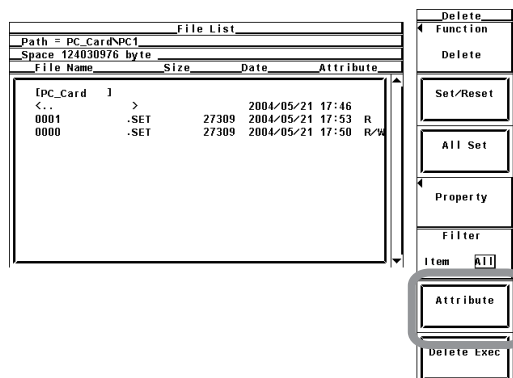 File List
Path = PC_Card\PC1
Space 124030976 byte
File Name Size Date Attribute
[PC_Card ]
<.. > 2004/05/21 17:46
0001 .SET 27309 2004/05/21 17:53 R
0000 .SET 27309 2004/05/21 17:50 R/W
Delete
Function
Delete
Set/Reset
All Set
Property
Filter
Item All
Attribute
Delete Exec